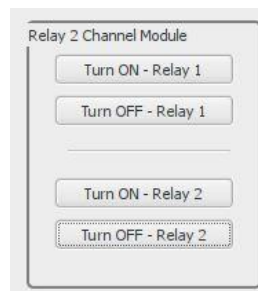 Relay 2 Channel Module
Turn ON - Relay 1
Turn OFF - Relay 1
Turn ON - Relay 2
Turn OFF - Relay 2